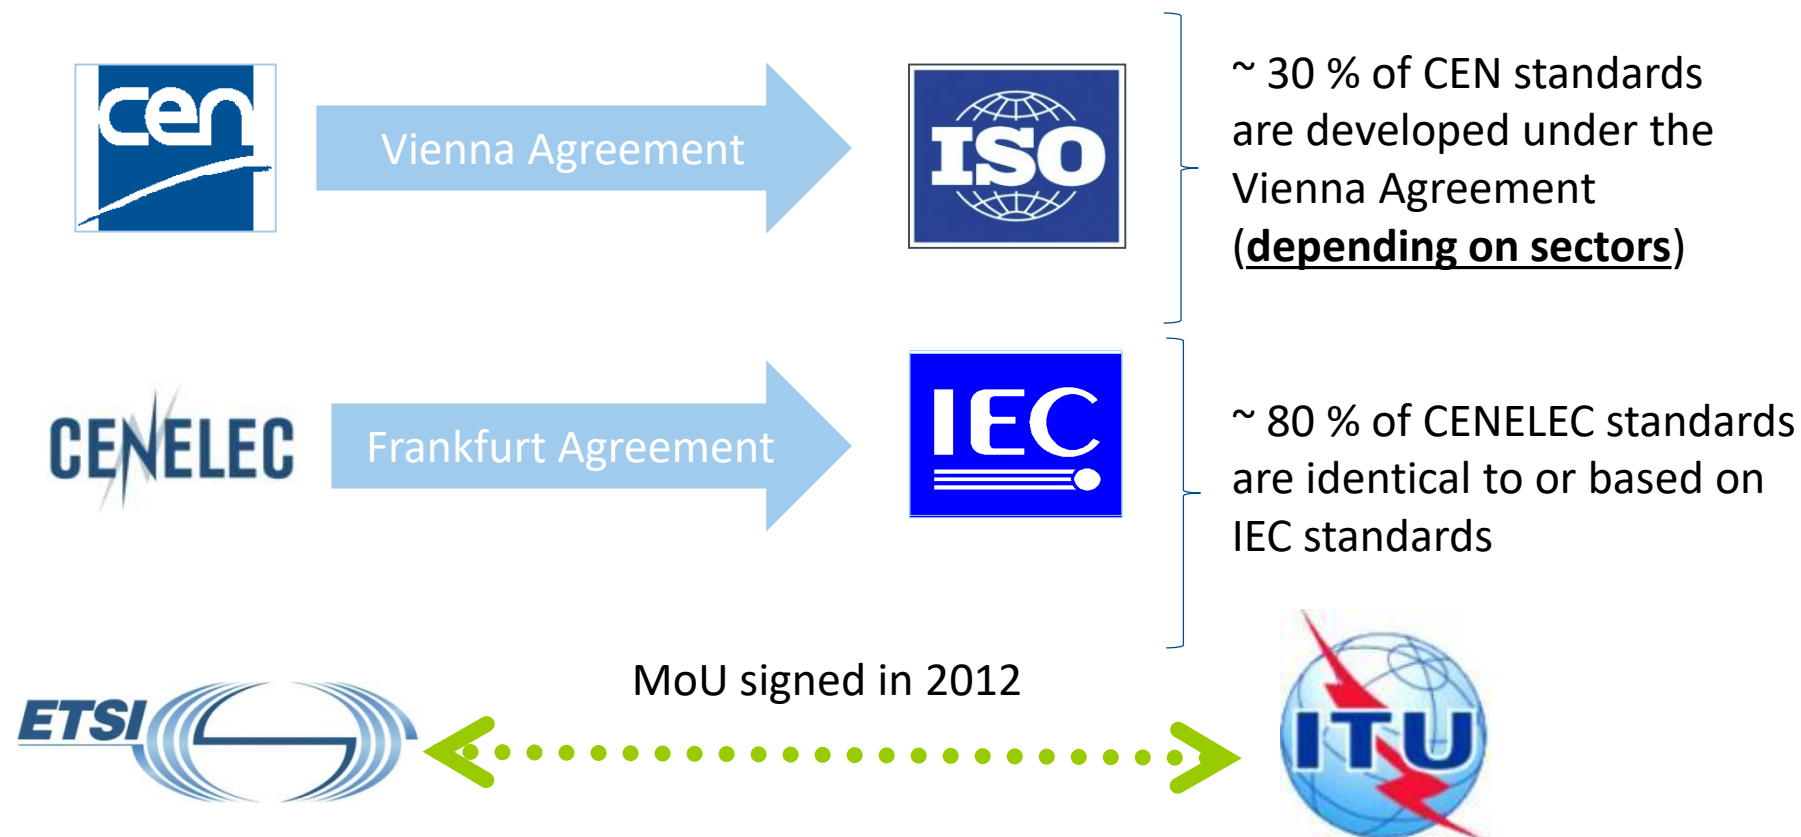 cen
Vienna Agreement
ISO
~ 30 % of CEN standards
are developed under the
Vienna Agreement
(depending on sectors)
CENELEC
Frankfurt Agreement
IEC
~ 80 % of CENELEC standards
are identical to or based on
IEC standards
ETSI
MoU signed in 2012
ITU